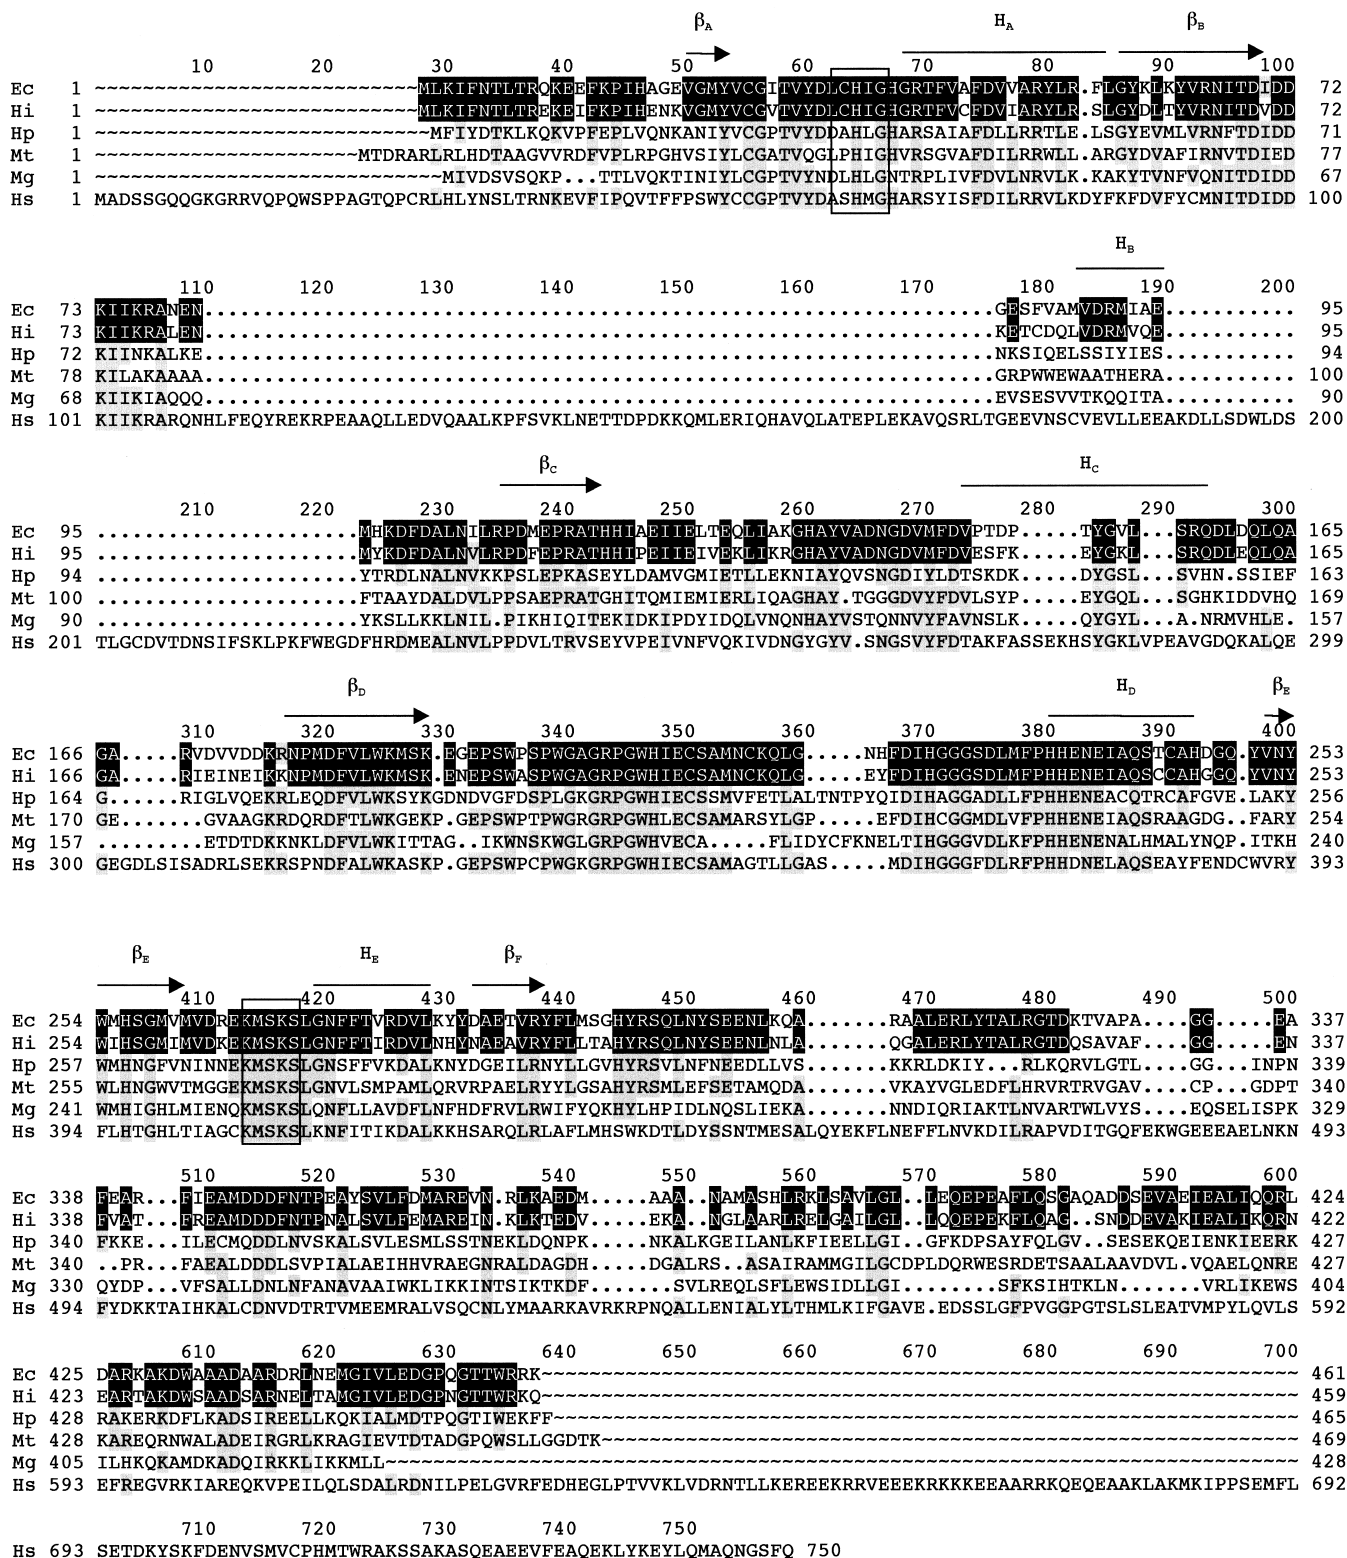 βA HA βB
10 20 30 40 50 60 70 80 90 100
Ec 1 ~~~~~~~~~~~~~~~~~~~~~~~~~~~MLKIFNTLTRQKEEFKPIHAGEVGMYVCGITVYDLCHIGHGRTFVAFDVVARYLR.FLGYKLKYVRNITDIDD 72
Hi 1 ~~~~~~~~~~~~~~~~~~~~~~~~~~~MLKIFNTLTREKEIFKPIHENKVGMYVCGVTVYDLCHIGHGRTFVCFDVIARYLR.SLGYDLTYVRNITDVDD 72
Hp 1 ~~~~~~~~~~~~~~~~~~~~~~~~~~~~MFIYDTKLKQKVPFEPLVQNKANIYVCGPTVYDDAHLGHARSAIAFDLLRRTLE.LSGYEVMLVRNFTDIDD 71
Mt 1 ~~~~~~~~~~~~~~~~~~~~~~MTDRARLRLHDTAAGVVRDFVPLRPGHVSIYLCGATVQGLPHIGHVRSGVAFDILRRWLL.ARGYDVAFIRNVTDIED 77
Mg 1 ~~~~~~~~~~~~~~~~~~~~~~~~~~~~~MIVDSVSQKP...TTLVQKTINIYLCGPTVYNDLHLGNTRPLIVFDVLNRVLK.KAKYTVNFVQNITDIDD 67
Hs 1 MADSSGQQGKGRRVQPQWSPPAGTQPCRLHLYNSLTRNKEVFIPQVTFFPSWYCCGPTVYDASHMGHARSYISFDILRRVLKDYFKFDVFYCMNITDIDD 100
HB
110 120 130 140 150 160 170 180 190 200
Ec 73 KIIKRANEN..................................................................GESFVAMVDRMIAE........... 95
Hi 73 KIIKRALEN..................................................................KETCDQLVDRMVQE........... 95
Hp 72 KIINKALKE..................................................................NKSIQELSSIYIES........... 94
Mt 78 KILAKAAAA..................................................................GRPWWEWAATHERA........... 100
Mg 68 KIIKIAQQQ..................................................................EVSESVVTKQQITA........... 90
Hs 101 KIIKRARQNHLFEQYREKRPEAAQLLEDVQAALKPFSVKLNETTDPDKKQMLERIQHAVQLATEPLEKAVQSRLTGEEVNSCVEVLLEEAKDLLSDWLDS 200
βC HC
210 220 230 240 250 260 270 280 290 300
Ec 95 ......................MHKDFDALNILRPDMEPRATHHIAEIIELTEQLIAKGHAYVADNGDVMFDVPTDP.....TYGVL...SRQDLDQLQA 165
Hi 95 ......................MYKDFDALNVLRPDFEPRATHHIPEIIEIVEKLIKRGHAYVADNGDVMFDVESFK.....TYGKL...SRQDLEQLQA 165
Hp 94 ......................YTRDLNALNVKKPSLEPKASEYLDAMVGMIETLLEKNIAYQVSNGDIYLDTSKDK.....DYGSL...SVHN.SSIEF 163
Mt 100 ......................FTAAYDALDVLPPSAEPRATGHITQMIEMIERLIQAGHAY.TGGGDVYFDVLSYP.....EYGQL...SGHKIDDVHQ 169
Mg 90 ......................YKSLLKKLNIL.PIKHIQITEKIDKIPDYIDQLVNQNHAYVSTQNNVYFAVNSLK.....QYGYL...A.NRMVHLE. 157
Hs 201 TLGCDVTDNSIFSKLPKFWEGDFHRDMEALNVLPPDVLTRVSEYVPEIVNFVQKIVDNGYGYV.SNGSVYFDTAKFASSEKHSYGKLVPEAVGDQKALQE 299
βD HD βE
310 320 330 340 350 360 370 380 390 400
Ec 166 GA.....RVDVVDDKRNPMDFVLWKMSK.EGEPSWPSPWGAGRPGWHIECSAMNCKQLG.....NHFDIHGGGSDLMFPHHENEIAQSTCAHDGQ.YVNY 253
Hi 166 GA.....RIEINEIKKNPMDFVLWKMSK.ENEPSWASPWGAGRPGWHIECSAMNCKQLG.....EYFDIHGGGSDLMFPHHENEIAQSCCAHGGQ.YVNY 253
Hp 164 G......RIGLVQEKRLEQDFVLWKSYKGDNDVGFDSPLGKGRPGWHIECSSMVFETLALTNTPYQIDIHAGGADLLFPHHENEACQTRCAFGVE.LAKY 256
Mt 170 GE.....GVAAGKRDQRDFTLWKGEKP.GEPSWPTPWGRGRPGWHLECSAMARSYLGP.....EFDIHCGGMDLVFPHHENEIAQSRAAGDG.FARY 254
Mg 157 ......ETDTDKKNKLDFVLWKITTAG..IKWNSKWGLGRPGWHVECA.....FLIDYCFKNELTIHGGGVDLKFPHHENENALHMALYNQP.ITKH 240
Hs 300 GEGDLSISADRLSEKRSPNDFALWKASKP.GEPSWPCPWGKGRPGWHIECSAMAGTLLGAS.....MDIHGGGFDLRFPHHDNELAQSEAYFENDCWVRY 393
βE HE βF
410 420 430 440 450 460 470 480 490 500
Ec 254 WMHSGMVMVDREKMSKSLGNFFTVRDVLKYYDAETVRYFLMSGHYRSQLNYSEENLKQA.......RAALERLYTALRGTDKTVAPA....GG...EA 337
Hi 254 WIHSGMIMVDKEKMSKSLGNFFTIRDVLNHYNAEAVRYFLLTAHYRSQLNYSEENLNLA.......QGALERLYTALRGTDQSAVAF....GG...EN 337
Hp 257 WMHNGFVNINNEKMSKSLGNSFFVKDALKNYDGEILRNYLLGVHYRSVLNFNEEDLLVS.......KKRLDKIY...RLKQRVLGTL....GG...INPN 339
Mt 255 WLHNGWVTMGGEKMSKSLGNVLSMPAMLQRVRPAELRYYLGSAHYRSMLEFSETAMQDA.......VKAYVGLEDFLHRVRTRVGAV....CP...GDPT 340
Mg 241 WMHIGHLMIENQKMSKSLQNFLLAVDFLNFHDFRVLRWIFYQKHYLHPIDLNQSLIEKA.......NNDIQRIAKTLNVARTWLVYS....EQSELISPK 329
Hs 394 FLHTGHLTIAGCKMSKSLKNFITIKDALKKHSARQLRLAFLMHSWKDTLDYSSNTMESALQYEKFLNEFFLNVKDILRAPVDITGQFEKWGEEEAELNKN 493
510 520 530 540 550 560 570 580 590 600
Ec 338 FEAR...FIEAMDDDFNTPEAYSVLFDMAREVN.RLKAEDM.....AAA..NAMASHLRKLSAVLGL..LEQEPEAFLQSGAQADDSEVAEIEALIQQRL 424
Hi 338 FVAT...FREAMDDDFNTPNALSVLFEMAREIN.KLKTEDV.....EKA..NGLAARLRELGAILGL..LQQEPEKFLQAG..SNDDEVAKIEALIKQRN 422
Hp 340 FKKE...ILECMQDDLNVSKALSVLESMLSSTNEKLDQNPK.....NKALKGEILANLKFIEELLGI..GFKDPSAYFQLGV..SESEKQEIENKIEERK 427
Mt 340 ..PR...FAEALDDDLSVPIALAEIHHVRAEGNRALDAGDH.....DGALRS..ASAIRAMMGILGCDPLDQRWESRDETSAALAAVDVL.VQAELQNRE 427
Mg 330 QYDP...VFSALLDNLNFANAVAAIWKLIKKINTSIKTKDF.....SVLREQLSFLEWSIDLLGI.........SFKSIHTKLN.......VRLIKEWS 404
Hs 494 FYDKKTAIHKALCDNVDTRTVMEEMRALVSQCNLYMAARKAVRKRPNQALLENIALYLTHMLKIFGAVE.EDSSLGFPVGGPGTSLSLEATVMPYLQVLS 592
610 620 630 640 650 660 670 680 690 700
Ec 425 DARKAKDWAAADAARDRLNEMGIVLEDGPQGTTWRRK~~~~~~~~~~~~~~~~~~~~~~~~~~~~~~~~~~~~~~~~~~~~~~~~~~~~~~~~~~~~~~~ 461
Hi 423 EARTAKDWSAADSARNELTAMGIVLEDGPNGTTWRKQ~~~~~~~~~~~~~~~~~~~~~~~~~~~~~~~~~~~~~~~~~~~~~~~~~~~~~~~~~~~~~~~ 459
Hp 428 RAKERKDFLKADSIREELLKQKIALMDTPQGTIWEKFF~~~~~~~~~~~~~~~~~~~~~~~~~~~~~~~~~~~~~~~~~~~~~~~~~~~~~~~~~~~~~~ 465
Mt 428 KAREQRNWALADEIRGRLKRAGIEVTDTADGPQWSLLGGDTK~~~~~~~~~~~~~~~~~~~~~~~~~~~~~~~~~~~~~~~~~~~~~~~~~~~~~~~~~~ 469
Mg 405 ILHKQKAMDKADQIRKKLIKKMLL~~~~~~~~~~~~~~~~~~~~~~~~~~~~~~~~~~~~~~~~~~~~~~~~~~~~~~~~~~~~~~~~~~~~~~~~~~~~ 428
Hs 593 EFREGVRKIAREQKVPEILQLSDALRDNILPELGVRFEDHEGLPTVVKLVDRNTLLKEREEKRRVEEEKRKKKEEAARRKQEQEAAKLAKMKIPPSEMFL 692
710 720 730 740 750
Hs 693 SETDKYSKFDENVSMVCPHMTWRAKSSAKASQEAEEVFEAQEKLYKEYLQMAQNGSFQ 750